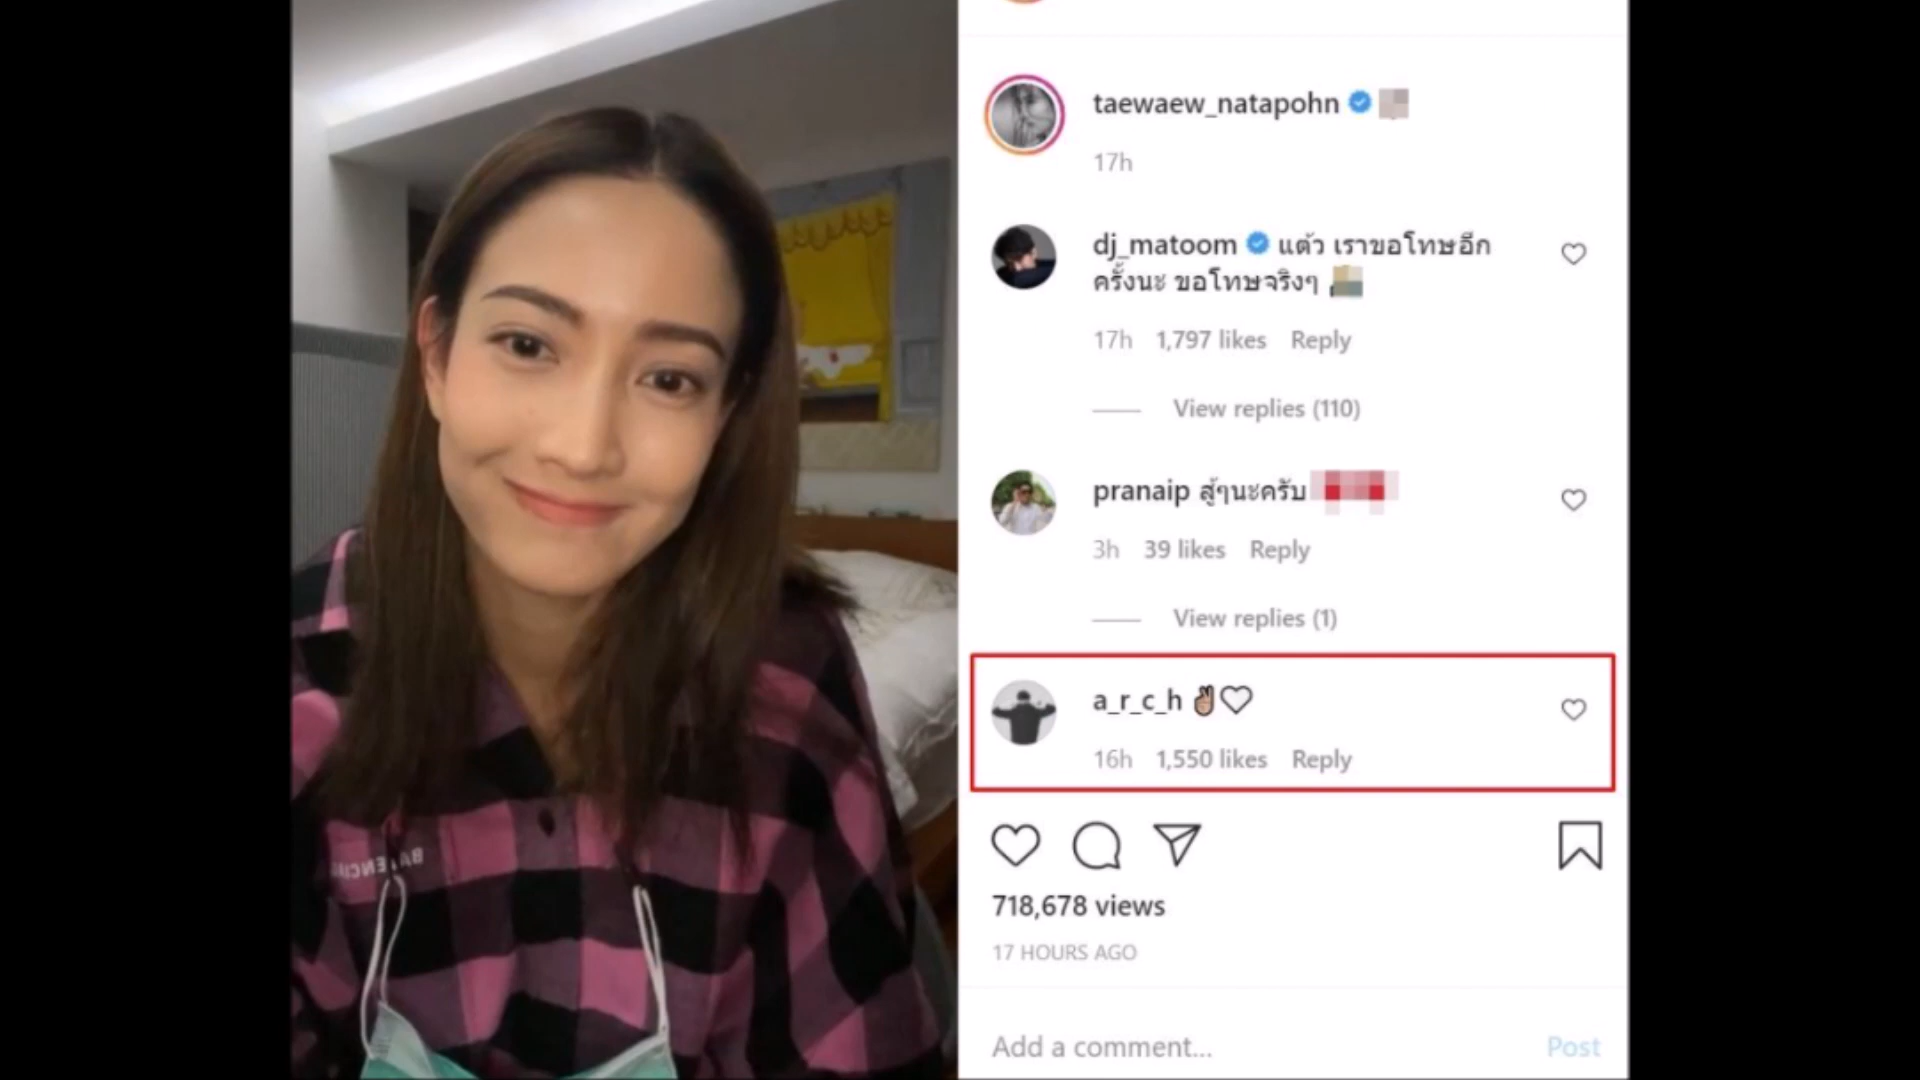 taewaew_natapohn
17h
dj_matoom แต้ว เราขอโทษอีก
ครั้งนะ ขอโทษจริงๆ
17h 1,797 likes Reply
View replies (110)
pranaip สู้ๆนะครับ
3h 39 likes Reply
View replies (1)
a_r_c_h ✌🏼♡
16h 1,550 likes Reply
718,678 views
17 HOURS AGO
Add a comment... Post